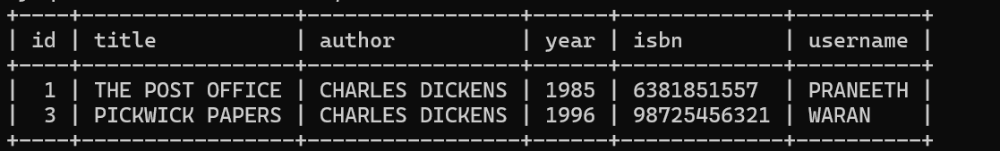 | id | title | author | year | isbn | username |
| 1 | THE POST OFFICE | CHARLES DICKENS | 1985 | 6381851557 | PRANEETH |
| 3 | PICKWICK PAPERS | CHARLES DICKENS | 1996 | 98725456321 | WARAN |